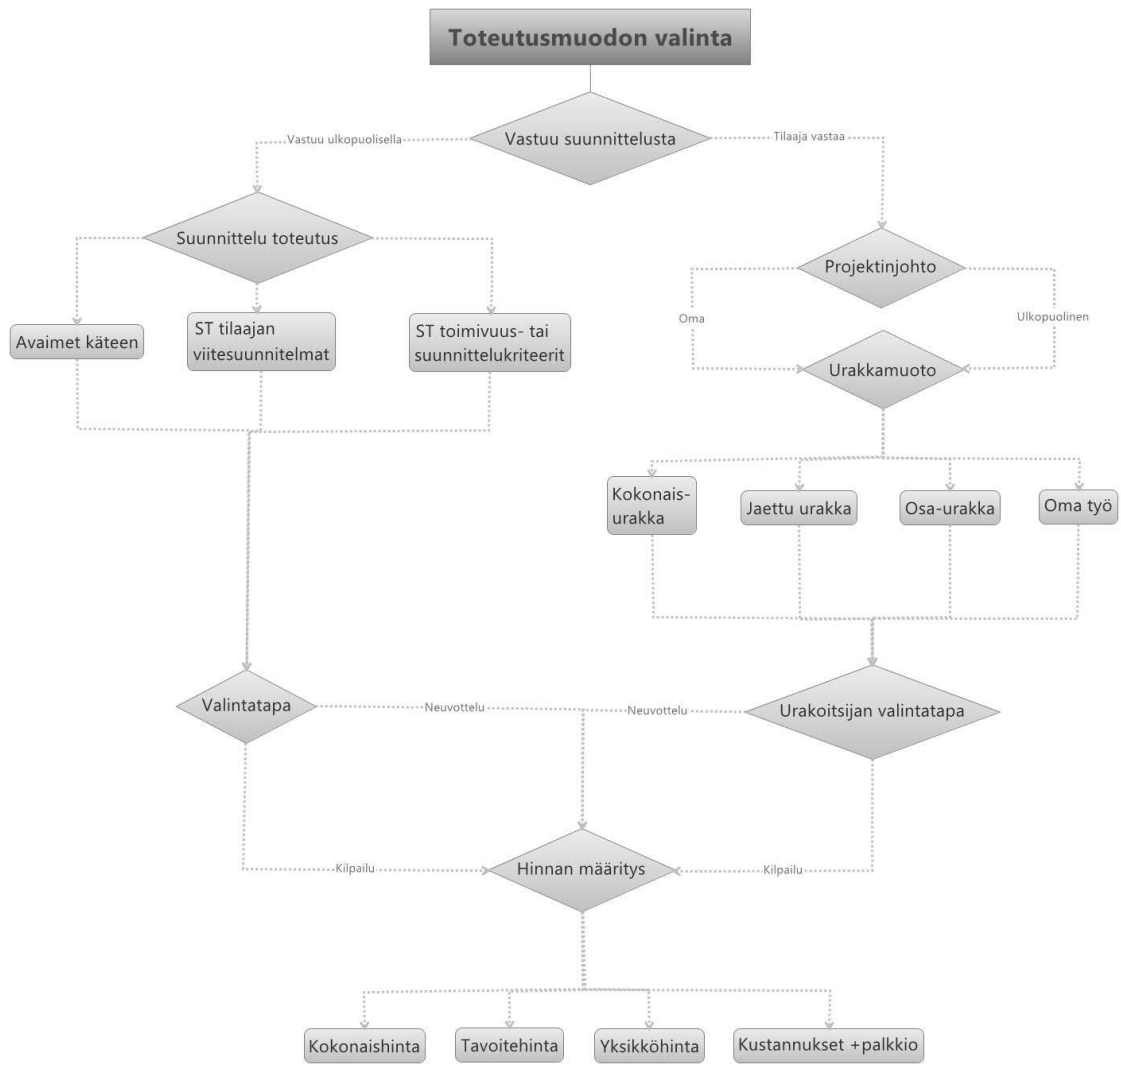 Toteutusmuodon valinta
Vastuu suunnittelusta
Vastuu ulkopuolisella
Tilaaja vastaa
Suunnittelu toteutus
Projektinjohto
Oma
Ulkopuolinen
Avaimet käteen
ST tilaajan
viitesuunnitelmat
ST toimivuus- tai
suunnittelukriteerit
Urakkamuoto
Kokonais-
urakka
Jaettu urakka
Osa-urakka
Oma työ
Valintatapa
Neuvottelu
Neuvottelu
Urakoitsijan valintatapa
Kilpailu
Hinnan määritys
Kilpailu
Kokonaishinta
Tavoitehinta
Yksikköhinta
Kustannukset +palkkio